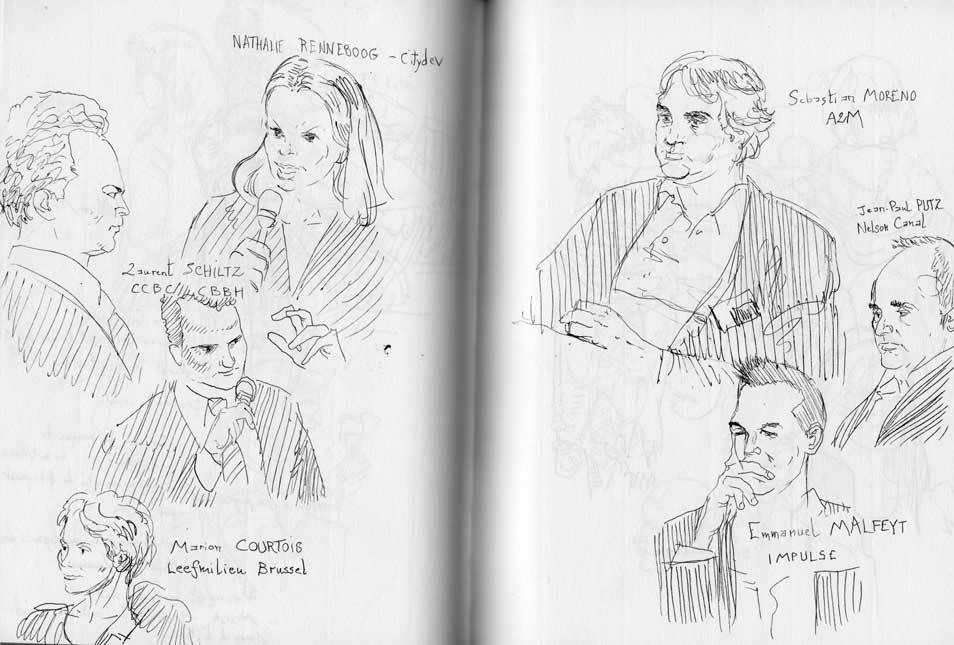 NATHALIE RENNEBOOG - Citydev
Laurent SCHILTZ
CCBC/CBBH
Marion COURTOIS
Leefmilieu Brussel
Sebastian MORENO
A2M
Jean-Paul PUTZ
Nelson Canal
Emmanuel MALFEYT
IMPULSE